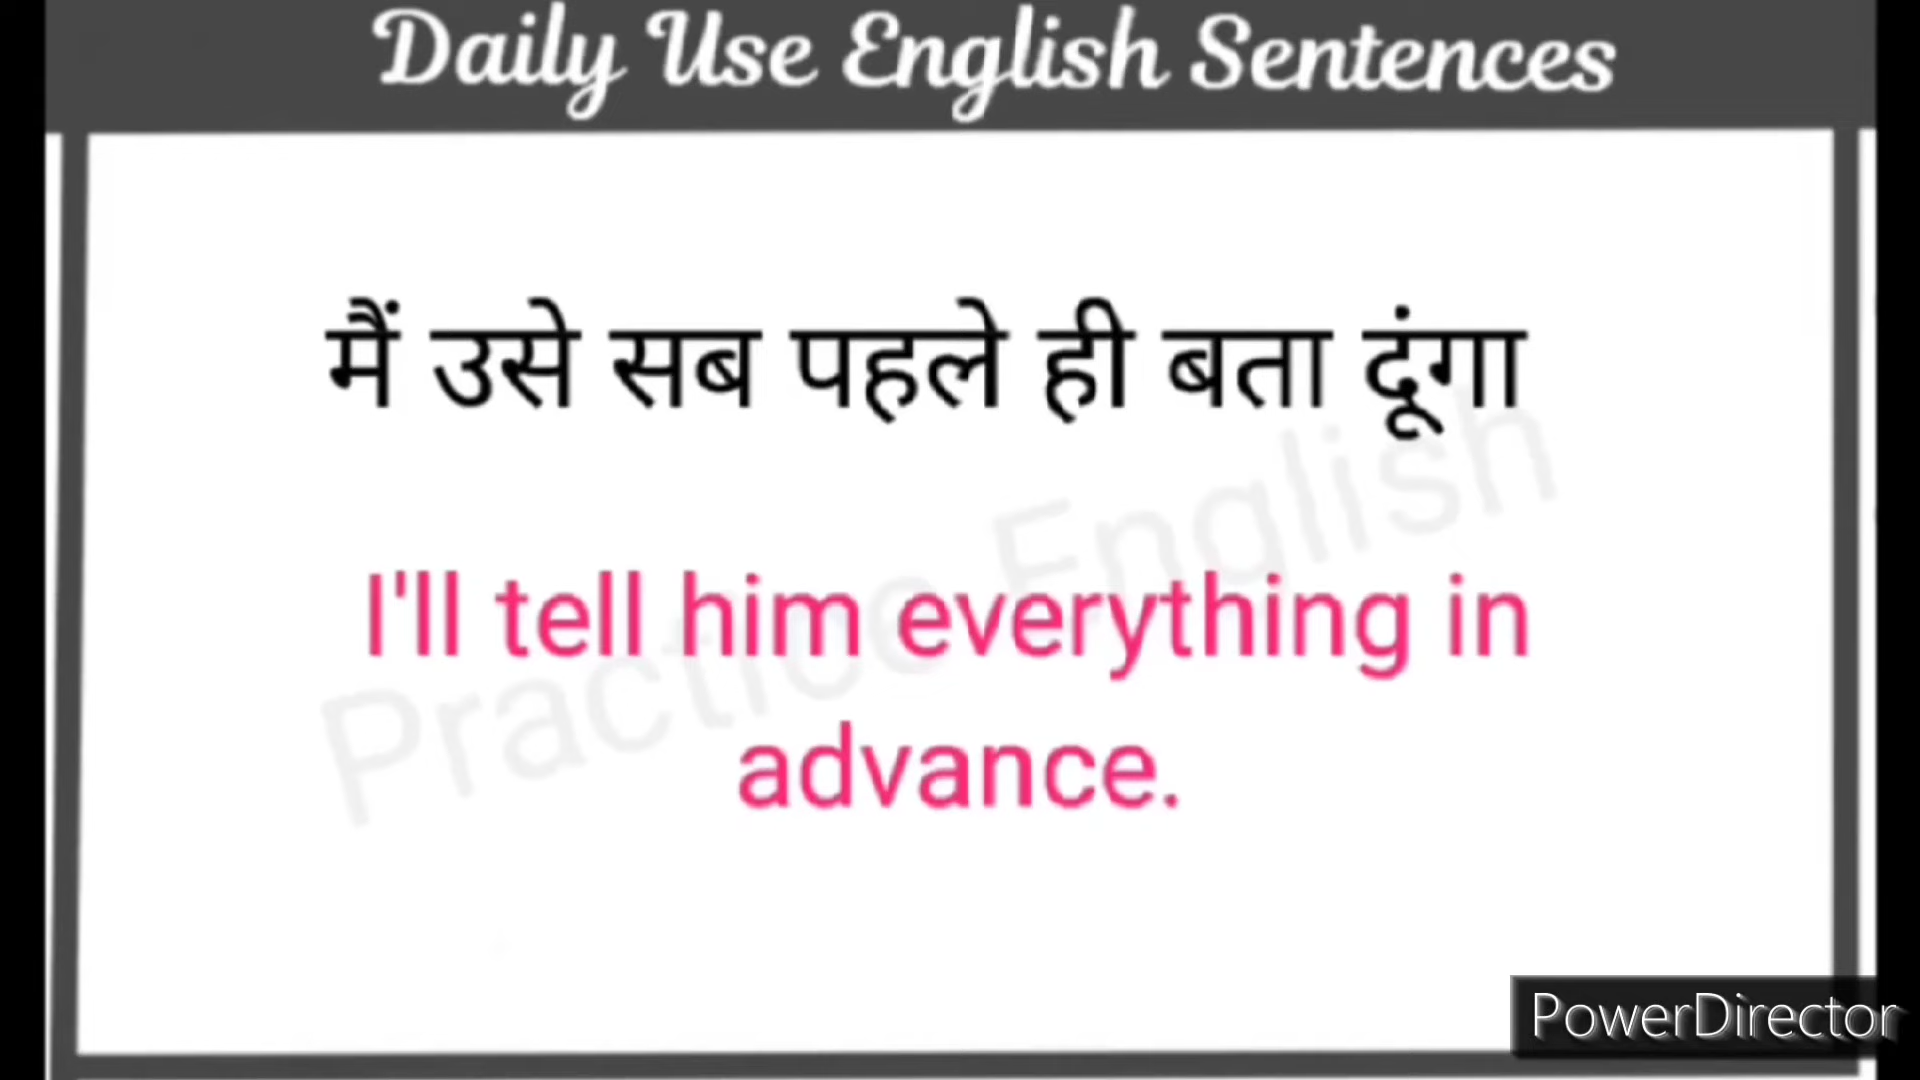 Daily Use English Sentences
मैं उसे सब पहले ही बता दूंगा
I'll tell him everything in
advance.
Practice English
PowerDirector